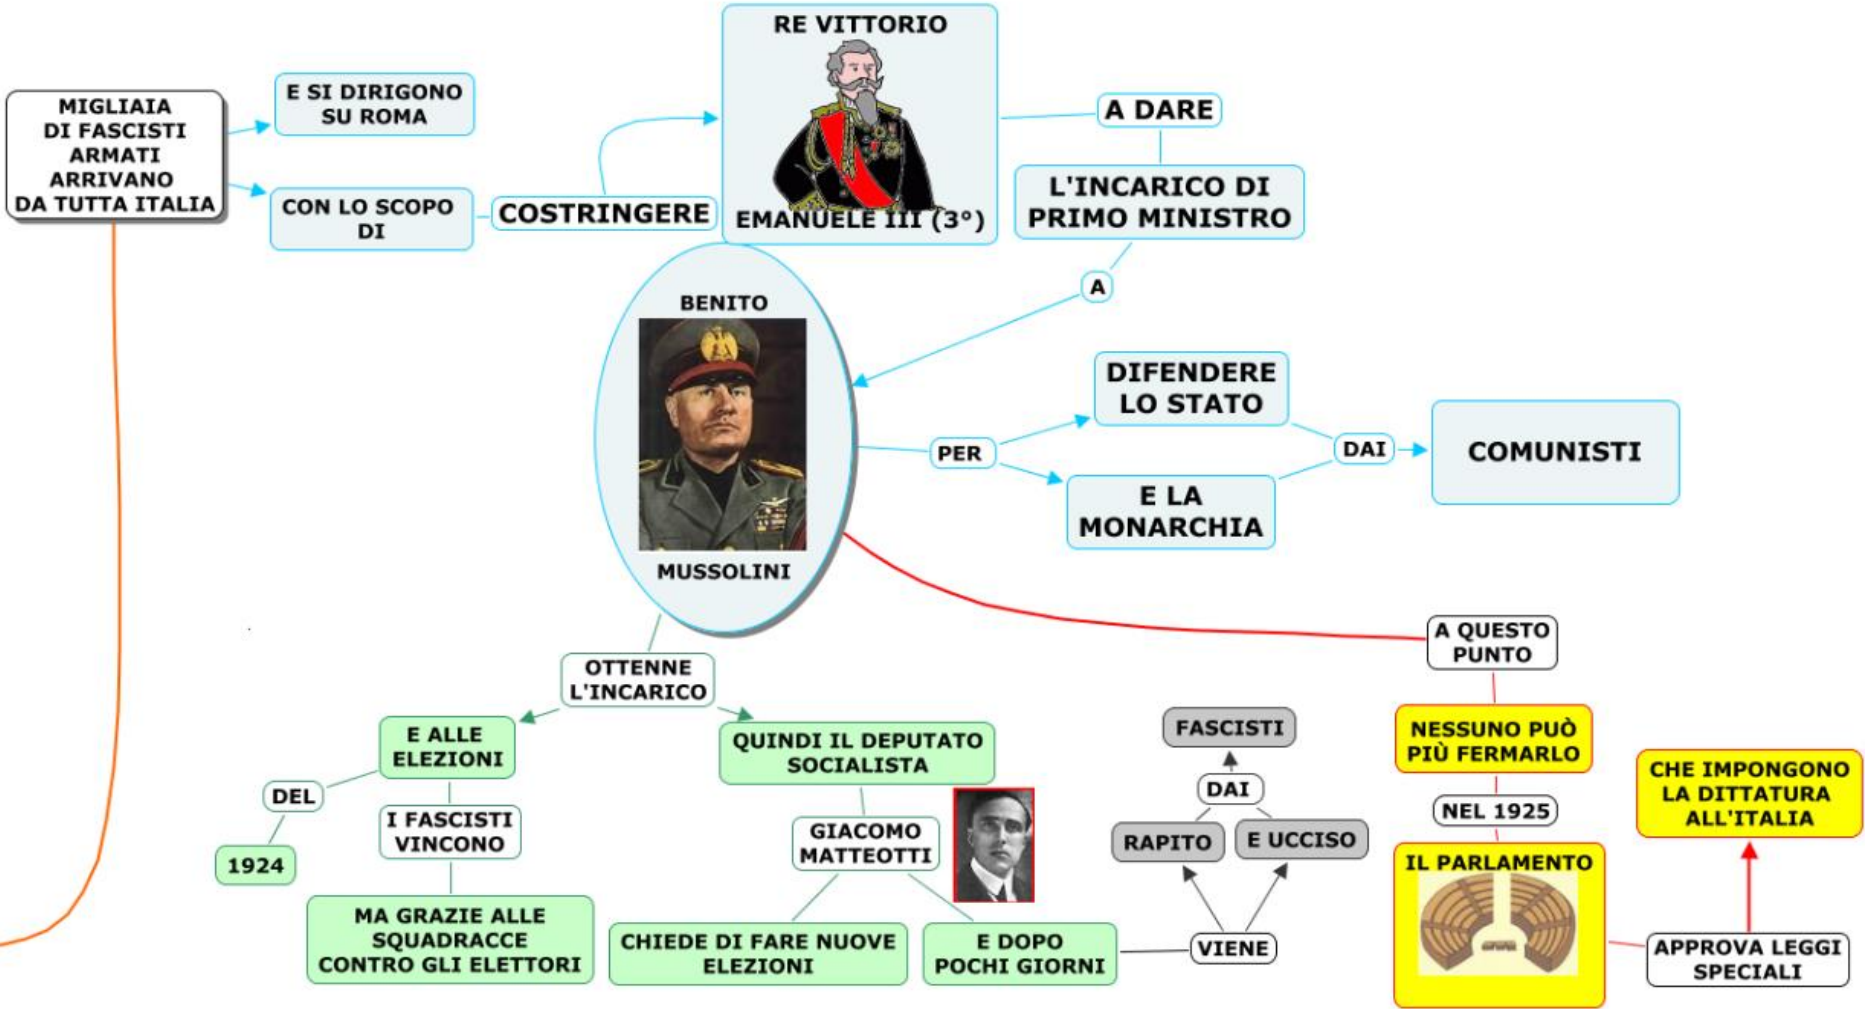 MIGLIAIA
DI FASCISTI
ARMATI
ARRIVANO
DA TUTTA ITALIA
E SI DIRIGONO
SU ROMA
CON LO SCOPO
DI
COSTRINGERE
RE VITTORIO
EMANUELE III (3°)
A DARE
L'INCARICO DI
PRIMO MINISTRO
A
BENITO
MUSSOLINI
PER
DIFENDERE
LO STATO
E LA
MONARCHIA
DAI
COMUNISTI
OTTENNE
L'INCARICO
E ALLE
ELEZIONI
DEL
1924
I FASCISTI
VINCONO
MA GRAZIE ALLE
SQUADRACCE
CONTRO GLI ELETTORI
QUINDI IL DEPUTATO
SOCIALISTA
GIACOMO
MATTEOTTI
CHIEDE DI FARE NUOVE
ELEZIONI
E DOPO
POCHI GIORNI
VIENE
RAPITO
E UCCISO
DAI
FASCISTI
A QUESTO
PUNTO
NESSUNO PUÒ
PIÙ FERMARLO
NEL 1925
IL PARLAMENTO
APPROVA LEGGI
SPECIALI
CHE IMPONGONO
LA DITTATURA
ALL'ITALIA